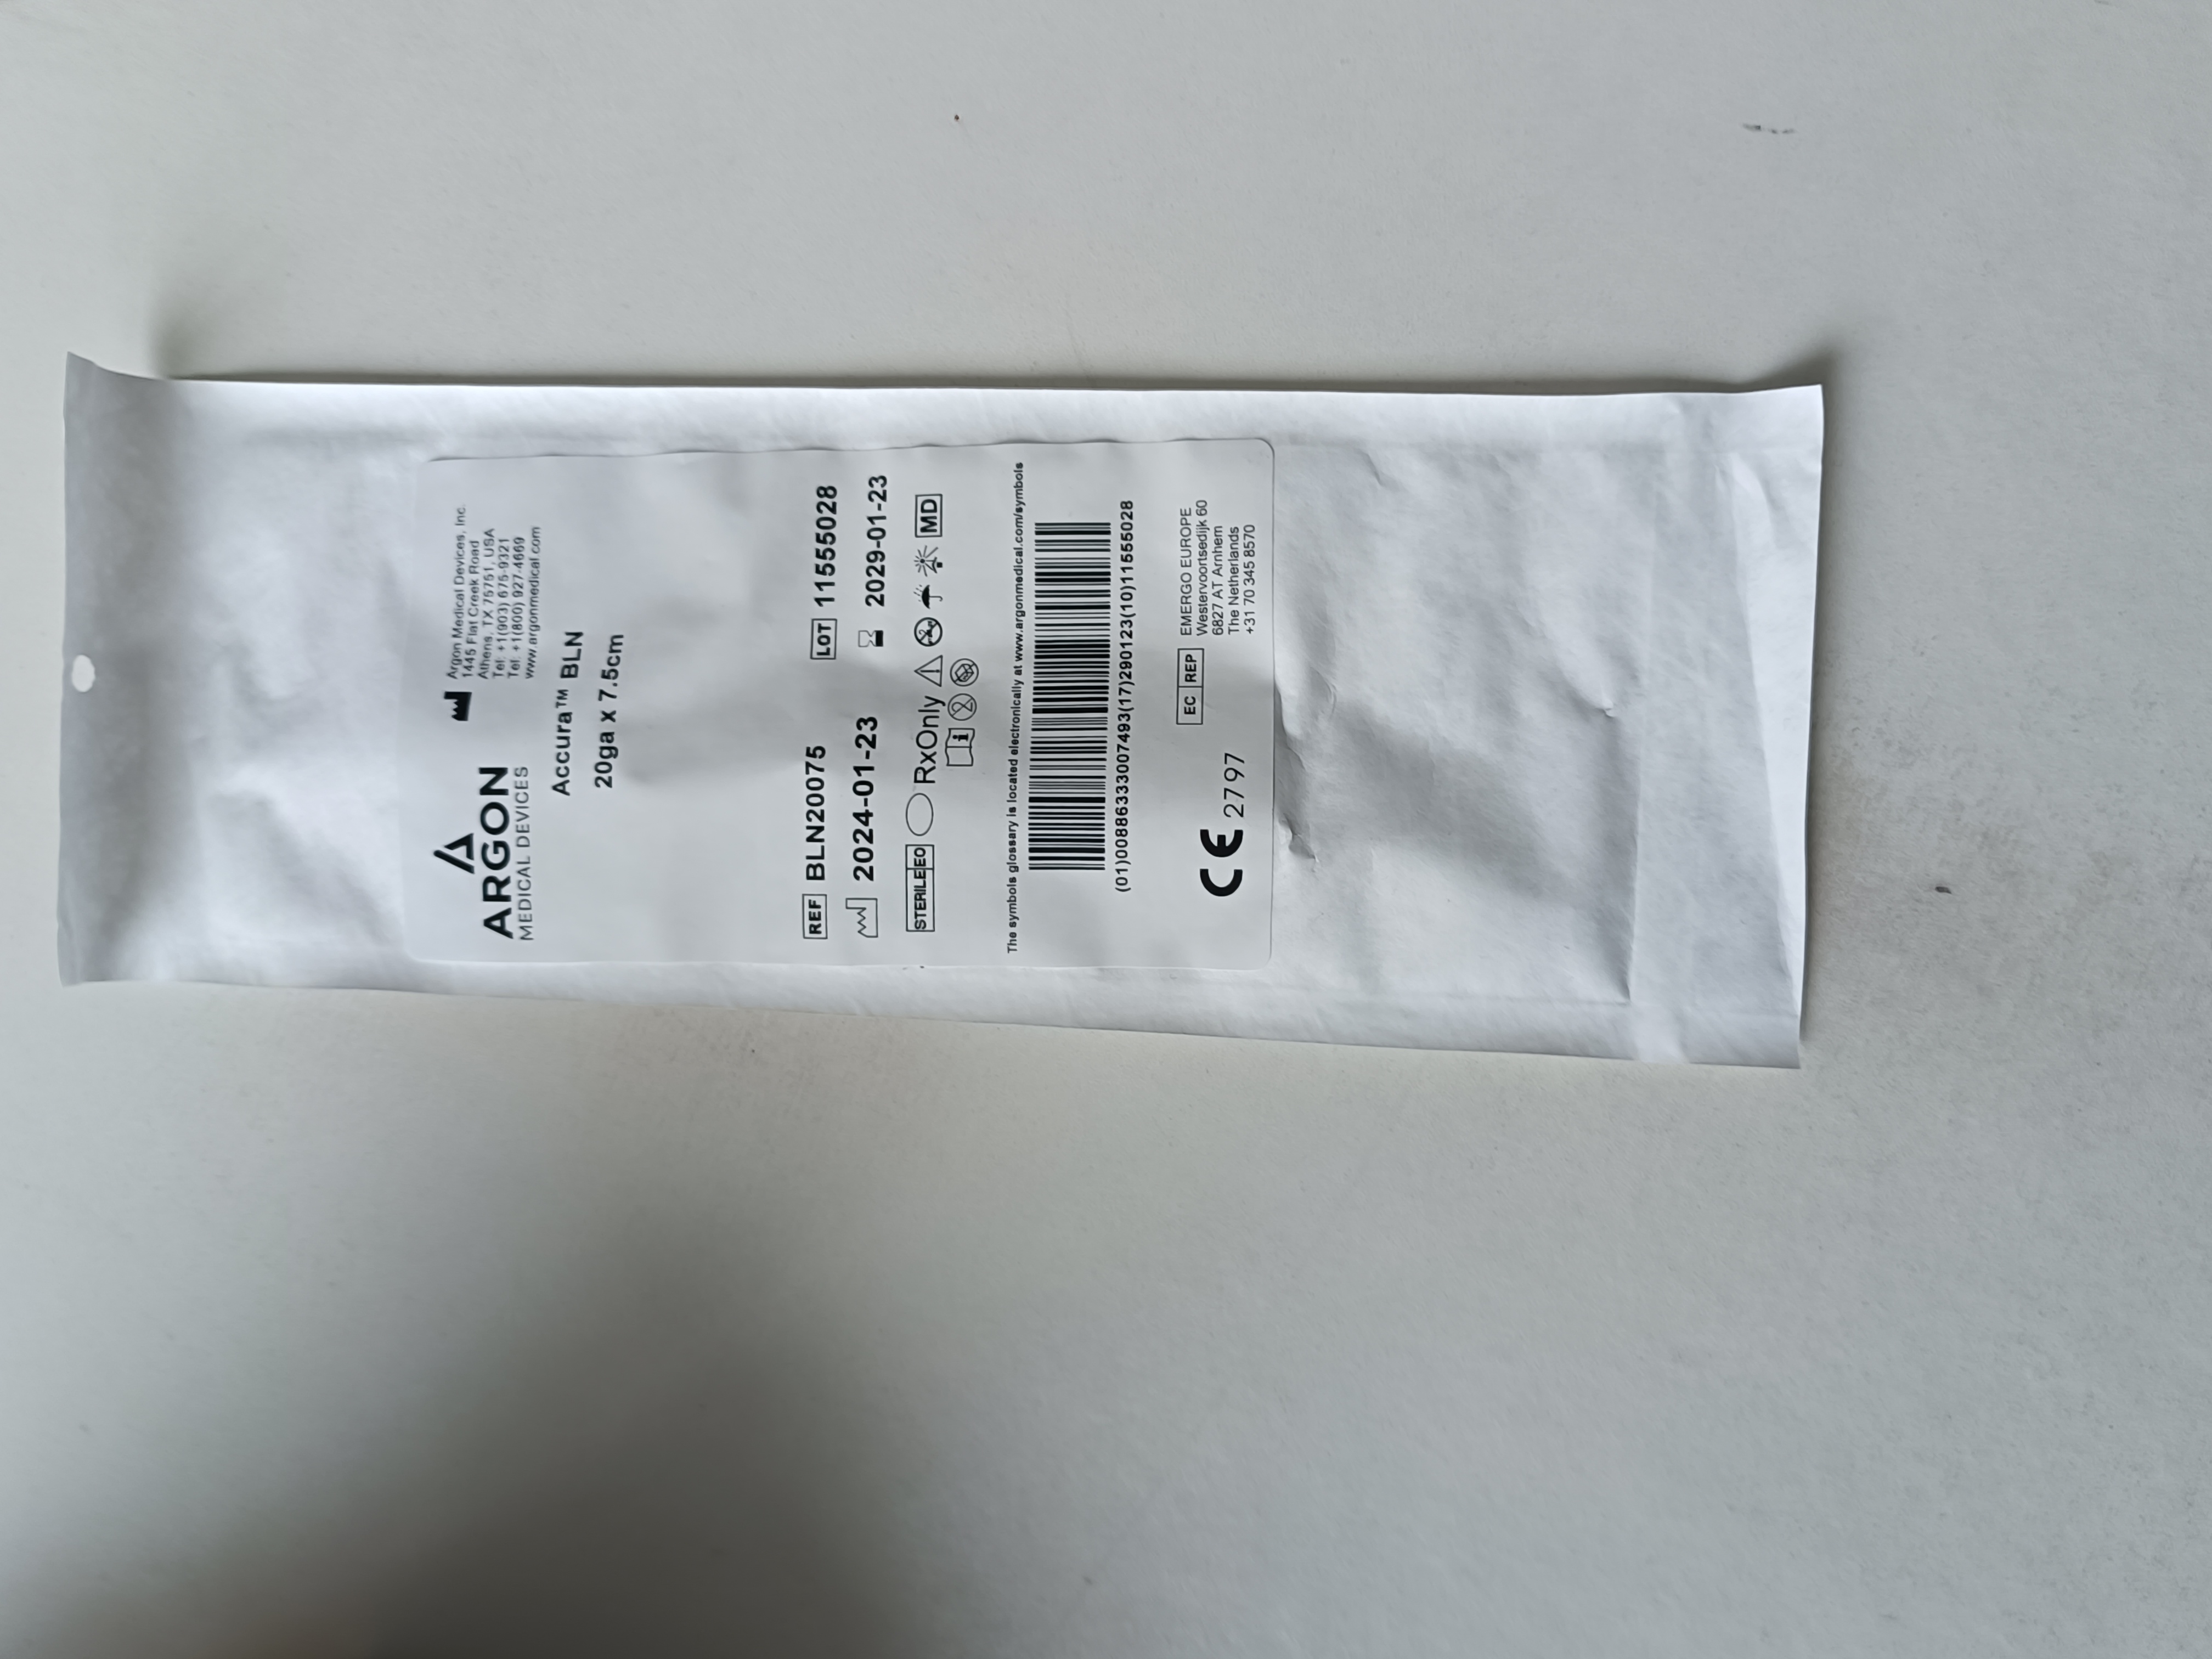 ARGON
MEDICAL DEVICES
Argon Medical Devices, Inc.
1445 Flat Creek Road
Athens, TX 75751, USA
Tel: +1(903) 675-9321
Tel: +1(800) 927-4669
www.argonmedical.com
Accura™ BLN
20ga x 7.5cm
REF BLN20075 LOT 11555028
2024-01-23 2029-01-23
STERILE EO RxOnly MD
The symbols glossary is located electronically at www.argonmedical.com/symbols
(01)00886333007493(17)290123(10)11555028
CE 2797
EC REP
EMERGO EUROPE
Westervoortsedijk 60
6827 AT Arnhem
The Netherlands
+31 70 345 8570